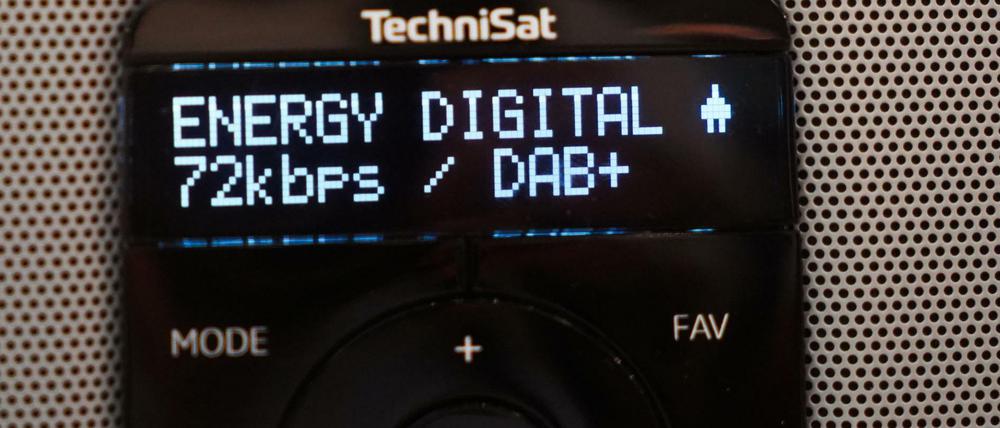 TechniSat
ENERGY DIGITAL
72kbps / DAB+
MODE
+
FAV